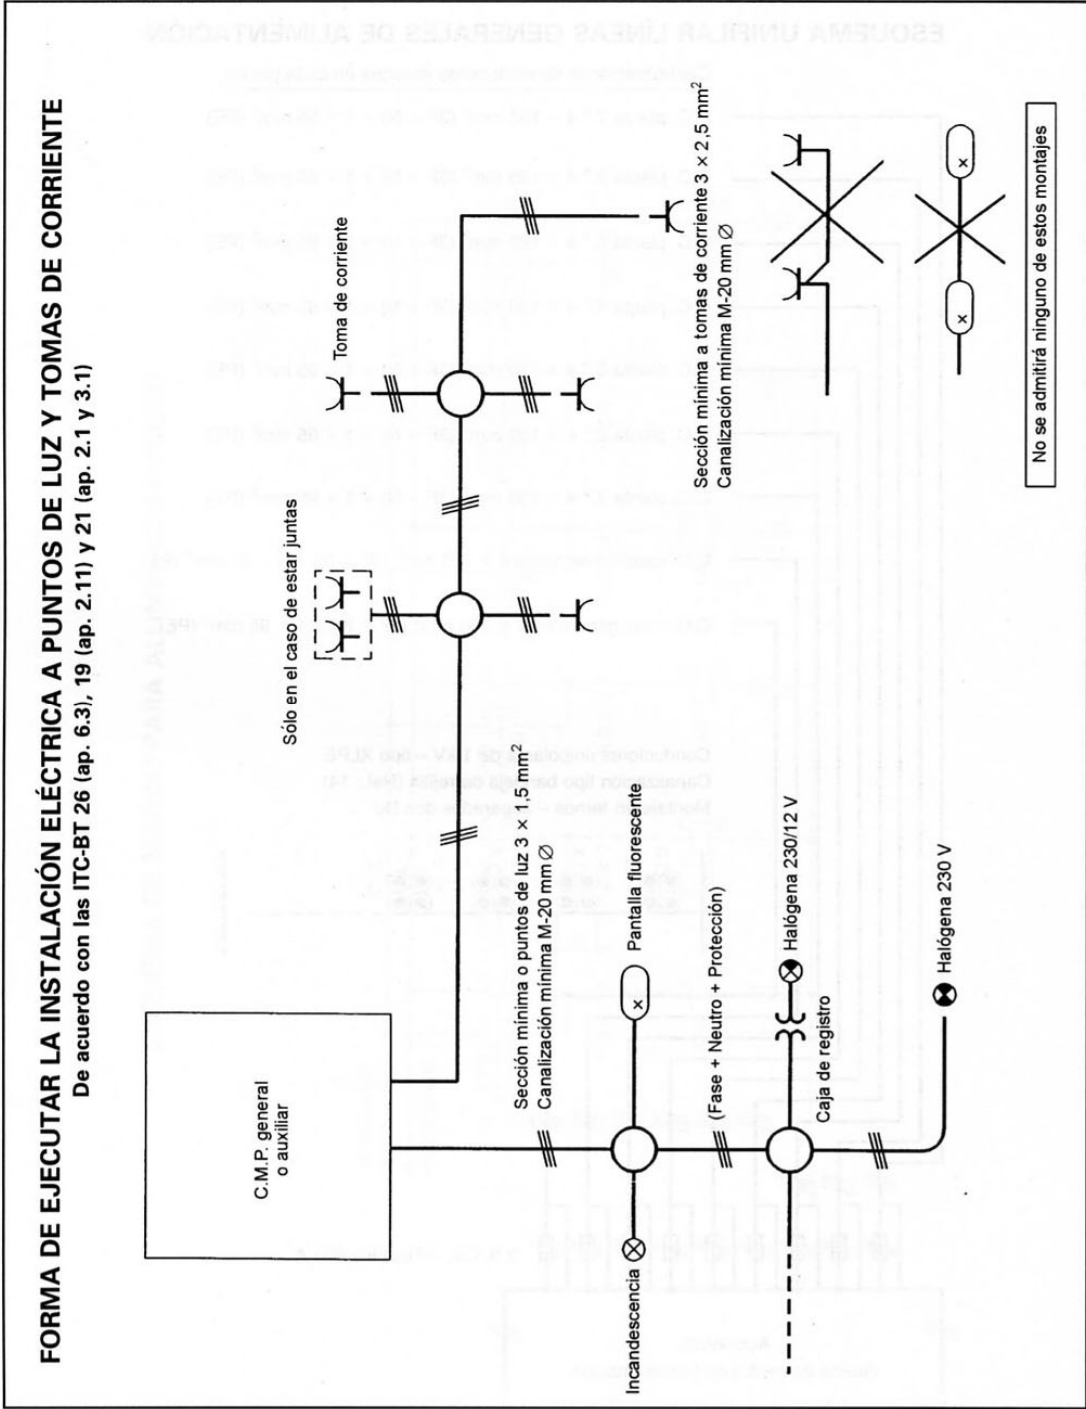 FORMA DE EJECUTAR LA INSTALACIÓN ELÉCTRICA A PUNTOS DE LUZ Y TOMAS DE CORRIENTE
De acuerdo con las ITC-BT 26 (ap. 6.3), 19 (ap. 2.11) y 21 (ap. 2.1 y 3.1)
C.M.P. general
o auxiliar
Sólo en el caso de estar juntas
Toma de corriente
Sección mínima o puntos de luz 3 × 1,5 mm²
Canalización mínima M-20 mm Ø
Incandescencia
Pantalla fluorescente
(Fase + Neutro + Protección)
Halógena 230/12 V
Caja de registro
Halógena 230 V
Sección mínima a tomas de corriente 3 × 2,5 mm²
Canalización mínima M-20 mm Ø
No se admitirá ninguno de estos montajes